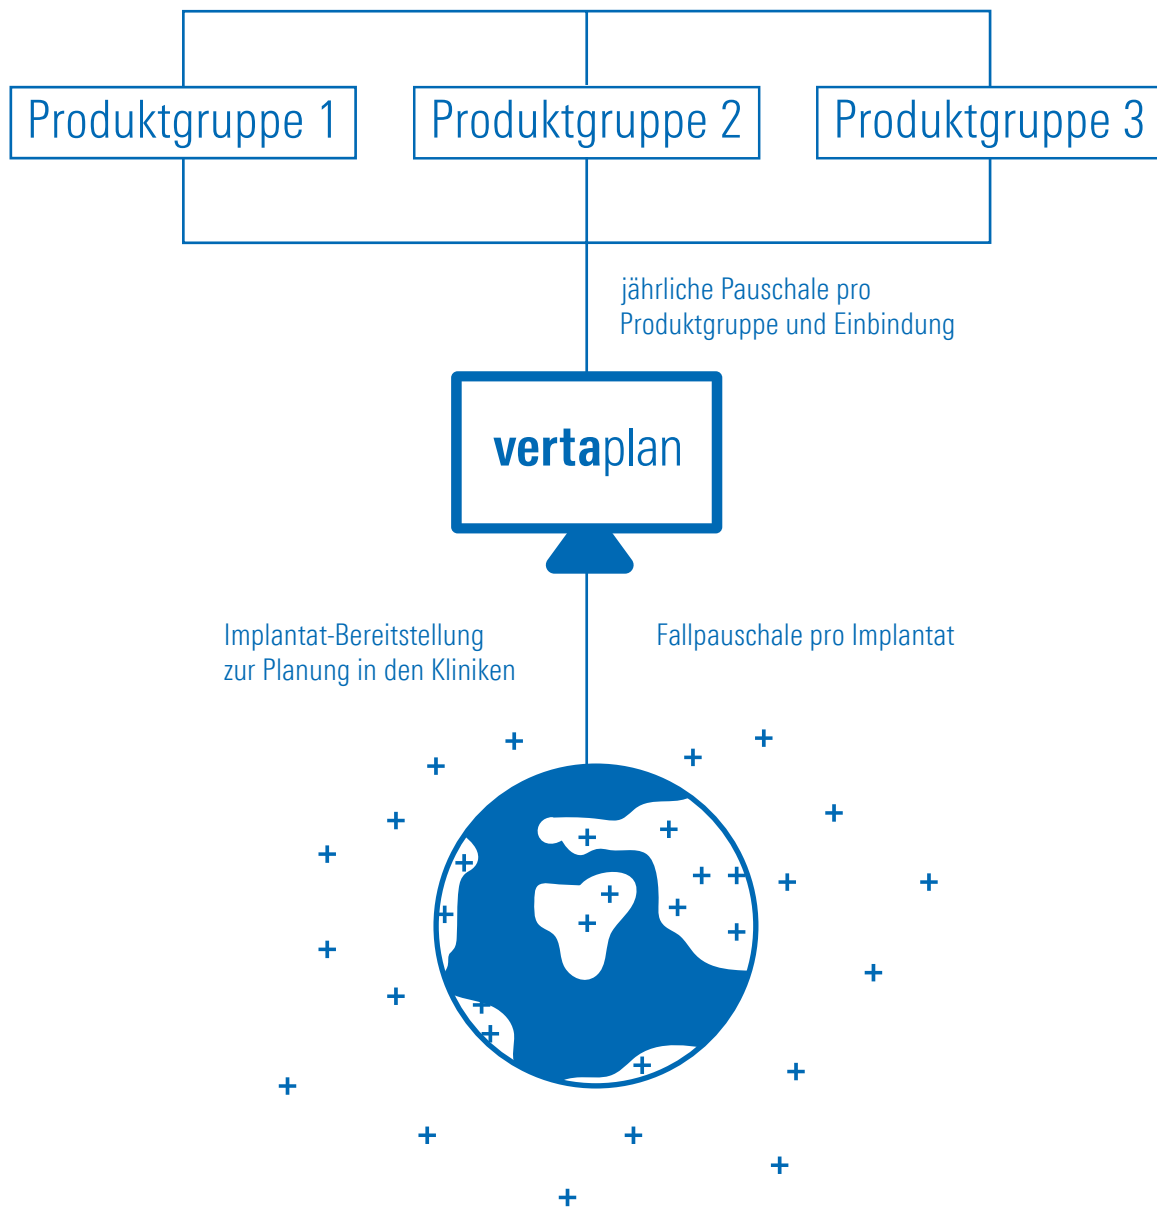 Produktgruppe 1
Produktgruppe 2
Produktgruppe 3
jährliche Pauschale pro
Produktgruppe und Einbindung
vertaplan
Implantat-Bereitstellung
zur Planung in den Kliniken
Fallpauschale pro Implantat